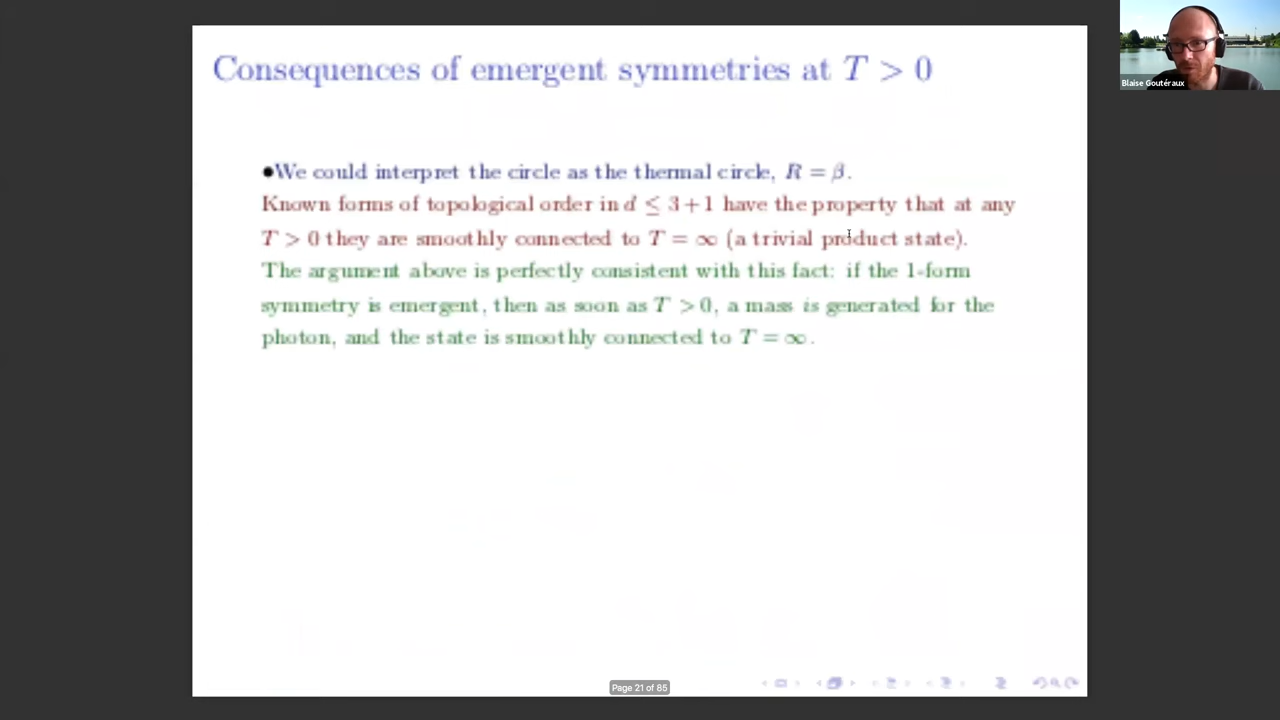 Consequences of emergent symmetries at T > 0
Blaise Goutéraux
•We could interpret the circle as the thermal circle, R = β.
Known forms of topological order in d ≤ 3+1 have the property that at any
T > 0 they are smoothly connected to T = ∞ (a trivial product state).
The argument above is perfectly consistent with this fact: if the 1-form
symmetry is emergent, then as soon as T > 0, a mass is generated for the
photon, and the state is smoothly connected to T = ∞.
Page 21 of 85